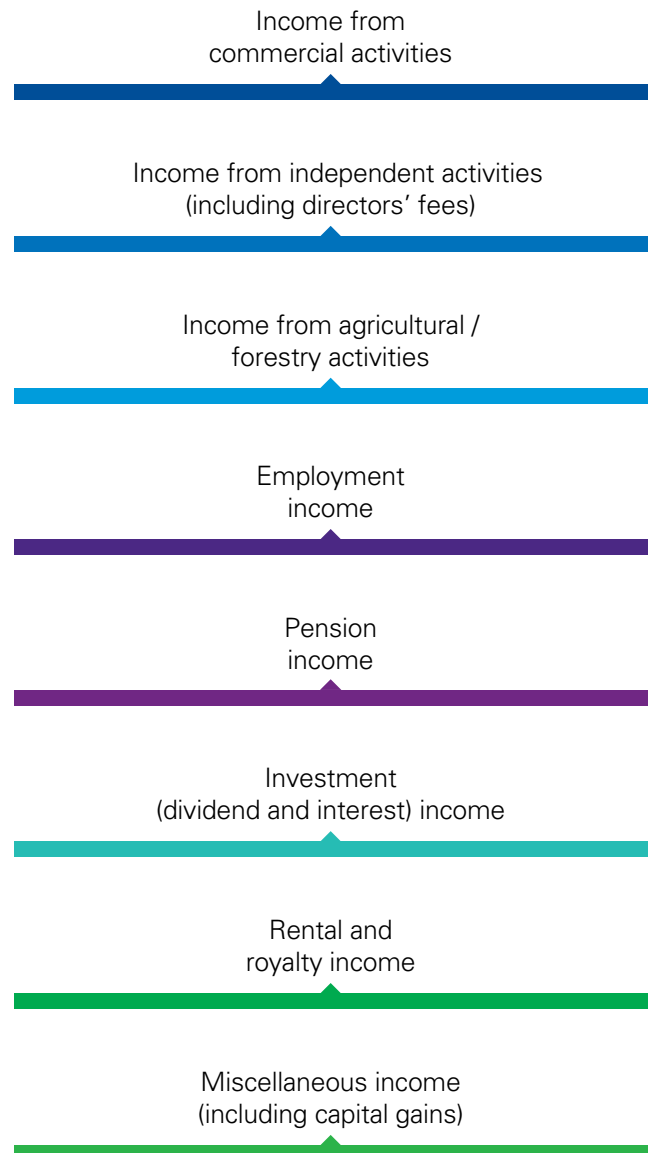 Income from
commercial activities
Income from independent activities
(including directors’ fees)
Income from agricultural /
forestry activities
Employment
income
Pension
income
Investment
(dividend and interest) income
Rental and
royalty income
Miscellaneous income
(including capital gains)